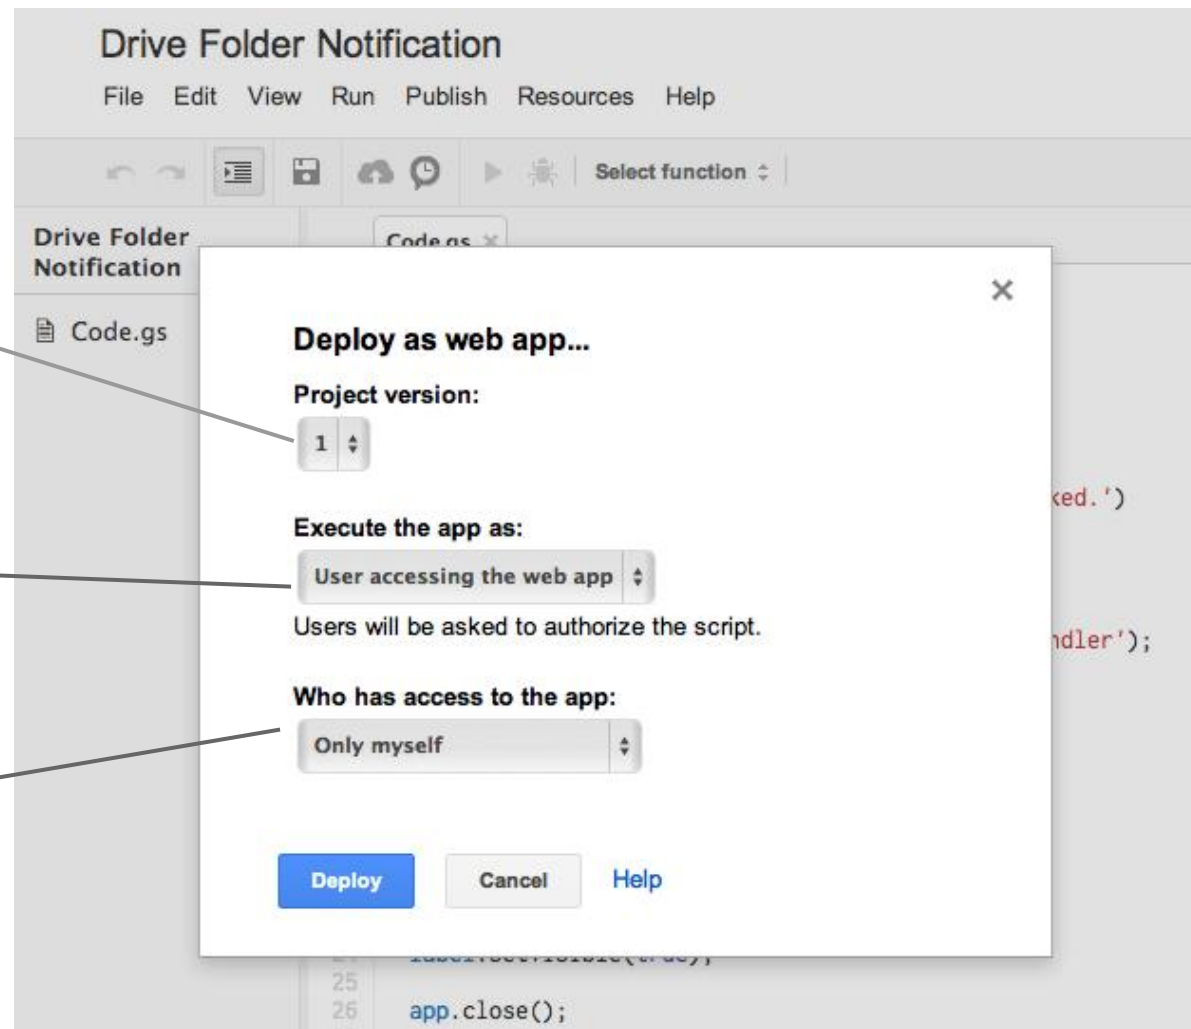 Drive Folder Notification
File Edit View Run Publish Resources Help
Select function
Drive Folder
Notification
Code.gs
Code.gs
Deploy as web app...
Project version:
1
ked.')
Execute the app as:
User accessing the web app
Users will be asked to authorize the script.
ndler');
Who has access to the app:
Only myself
Deploy Cancel Help
25
26 app.close();